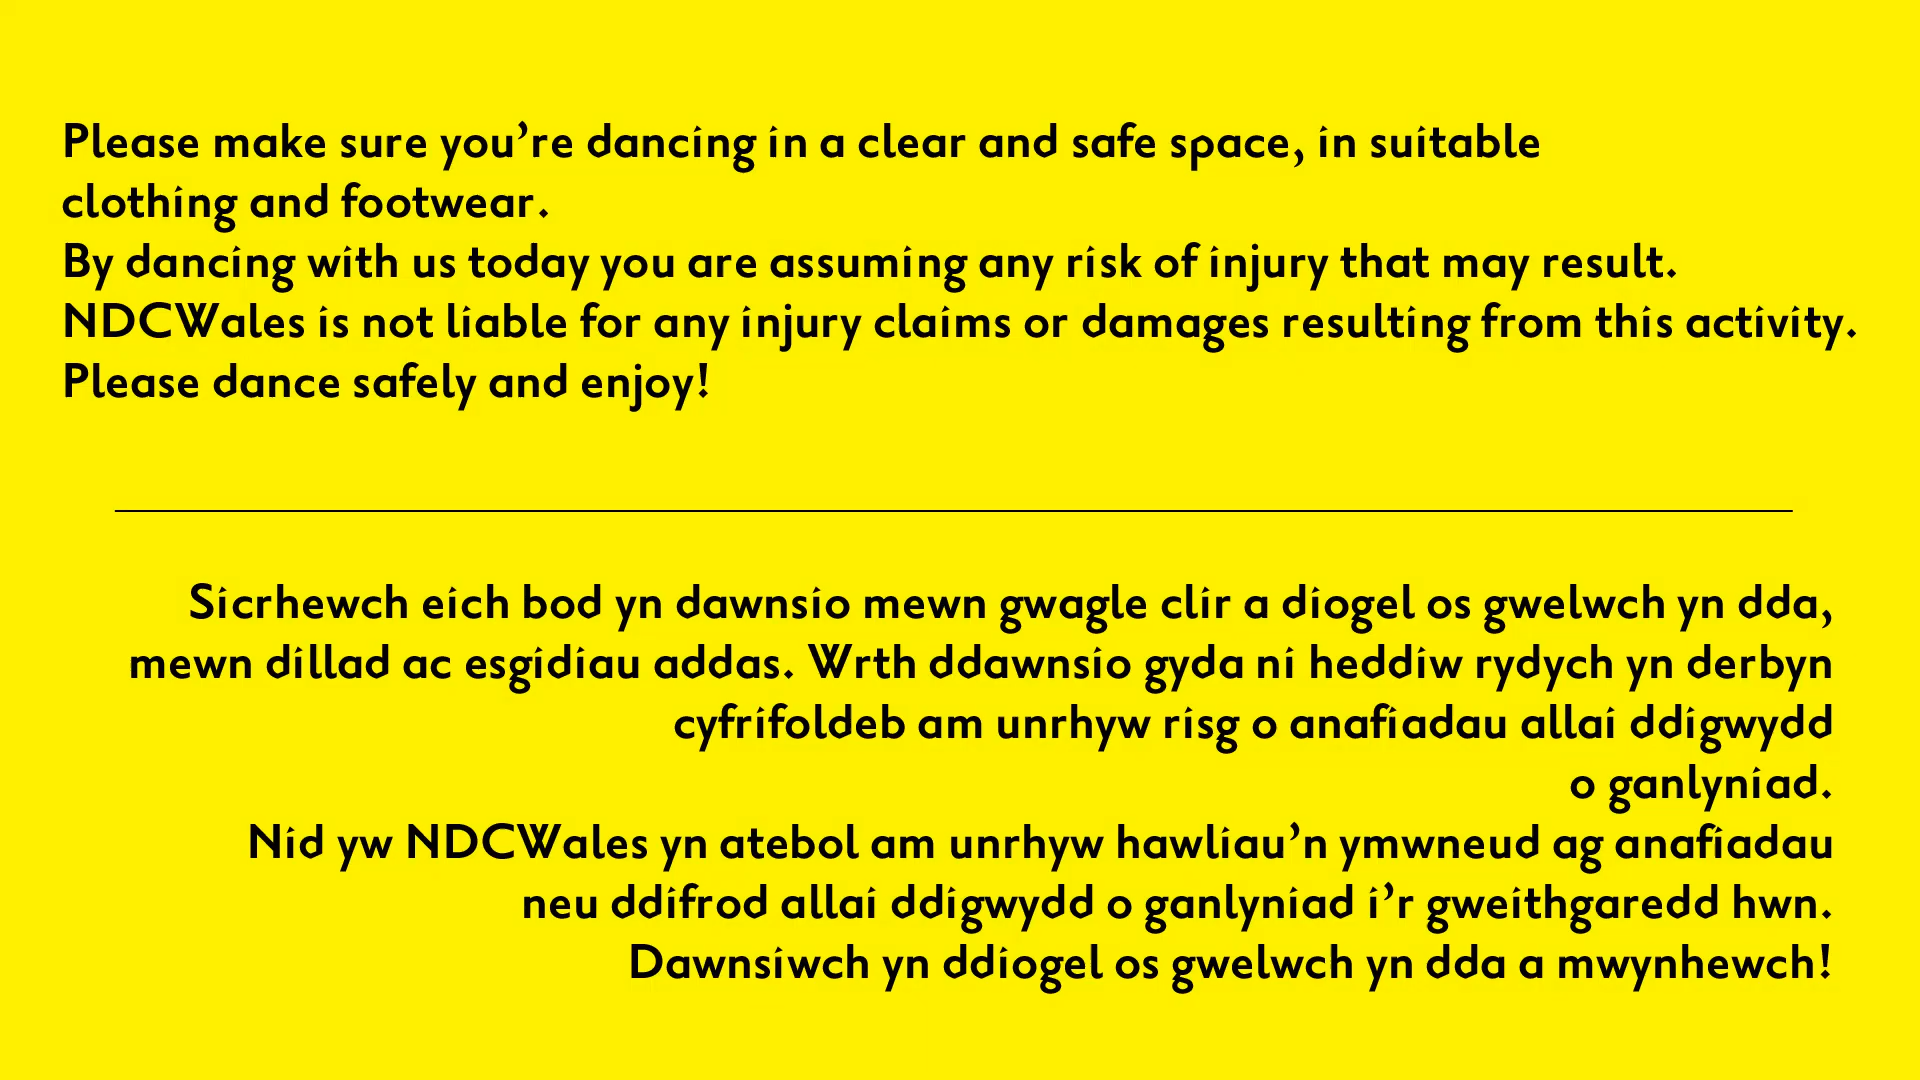 Please make sure you’re dancing in a clear and safe space, in suitable
clothing and footwear.
By dancing with us today you are assuming any risk of injury that may result.
NDCWales is not liable for any injury claims or damages resulting from this activity.
Please dance safely and enjoy!
Sicrhewch eich bod yn dawnsio mewn gwagle clir a diogel os gwelwch yn dda,
mewn dillad ac esgidiau addas. Wrth ddawnsio gyda ni heddiw rydych yn derbyn
cyfrifoldeb am unrhyw risg o anafiadau allai ddigwydd
o ganlyniad.
Nid yw NDCWales yn atebol am unrhyw hawliau’n ymwneud ag anafiadau
neu ddifrod allai ddigwydd o ganlyniad i’r gweithgaredd hwn.
Dawnsiwch yn ddiogel os gwelwch yn dda a mwynhewch!